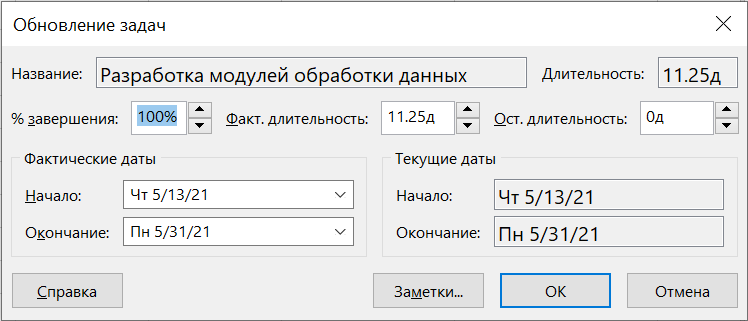 Обновление задач
Название: Разработка модулей обработки данных Длительность: 11.25д
% завершения: 100% Факт. длительность: 11.25д Ост. длительность: 0д
Фактические даты Текущие даты
Начало: Чт 5/13/21 Начало: Чт 5/13/21
Окончание: Пн 5/31/21 Окончание: Пн 5/31/21
Справка Заметки... ОК Отмена